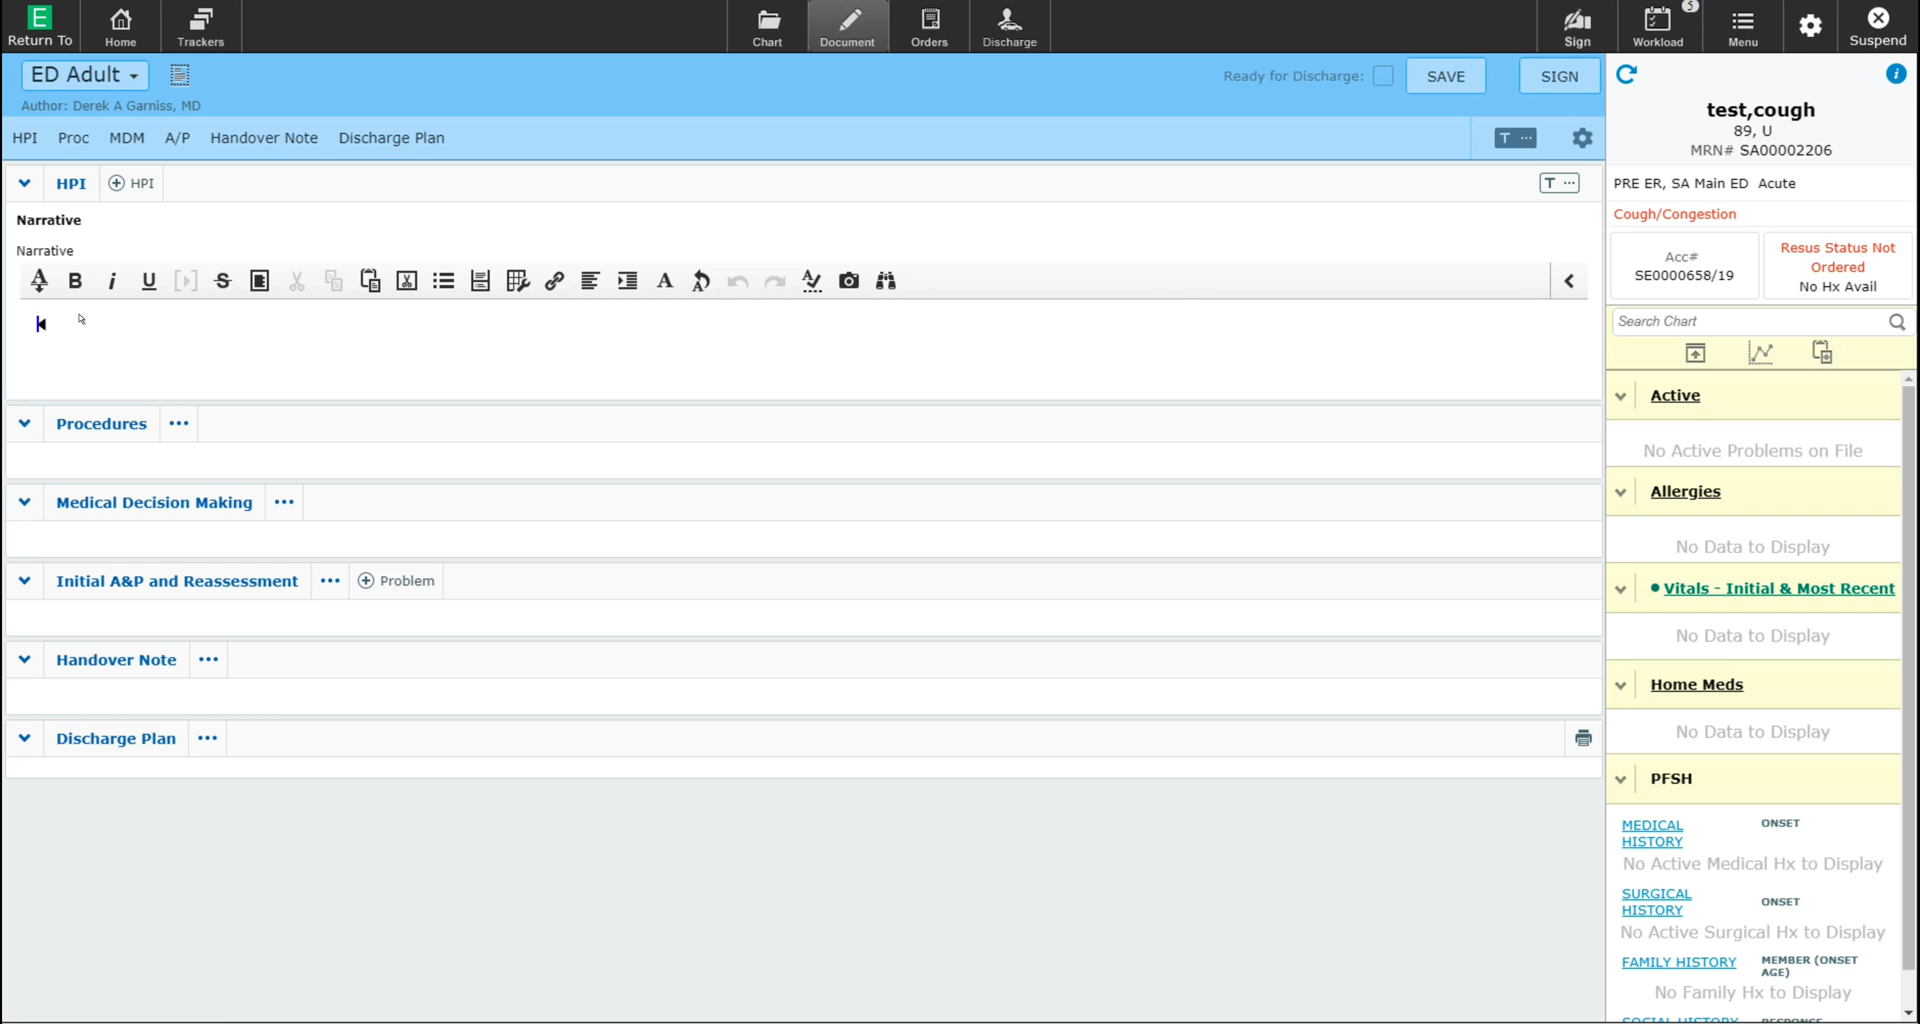 E
Return To
Home
Trackers
Chart
Document
Orders
Discharge
Sign
5
Workload
Menu
Suspend
ED Adult
Author: Derek A Garniss, MD
Ready for Discharge:
SAVE
SIGN
HPI Proc MDM A/P Handover Note Discharge Plan
T ...
HPI
HPI
T ...
Narrative
Narrative
A B i U S A
Procedures ...
Medical Decision Making ...
Initial A&P and Reassessment ... Problem
Handover Note ...
Discharge Plan ...
i
test,cough
89, U
MRN# SA00002206
PRE ER, SA Main ED Acute
Cough/Congestion
Acc#
SE0000658/19
Resus Status Not
Ordered
No Hx Avail
Search Chart
Active
No Active Problems on File
Allergies
No Data to Display
Vitals - Initial & Most Recent
No Data to Display
Home Meds
No Data to Display
PFSH
MEDICAL HISTORY
ONSET
No Active Medical Hx to Display
SURGICAL HISTORY
ONSET
No Active Surgical Hx to Display
FAMILY HISTORY
MEMBER (ONSET AGE)
No Family Hx to Display
SOCIAL HISTORY
RESPONSE